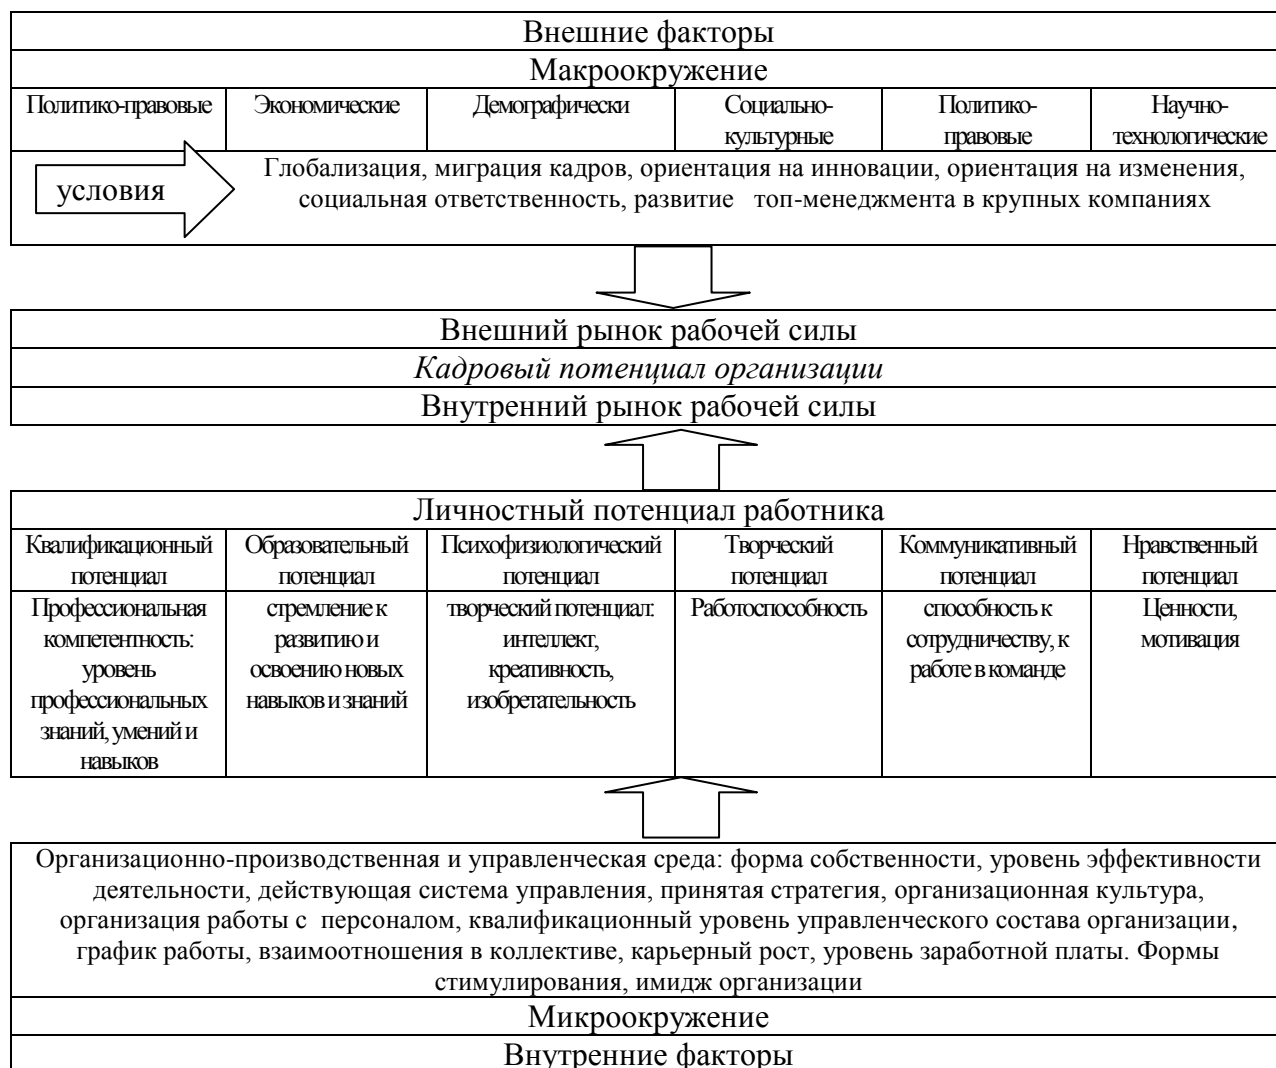 Внешние факторы
Макроокружение
Политико-правовые
Экономические
Демографически
Социально-
культурные
Политико-
правовые
Научно-
технологические
условия
Глобализация, миграция кадров, ориентация на инновации, ориентация на изменения,
социальная ответственность, развитие топ-менеджмента в крупных компаниях
Внешний рынок рабочей силы
Кадровый потенциал организации
Внутренний рынок рабочей силы
Личностный потенциал работника
Квалификационный
потенциал
Образовательный
потенциал
Психофизиологический
потенциал
Творческий
потенциал
Коммуникативный
потенциал
Нравственный
потенциал
Профессиональная
компетентность:
уровень
профессиональных
знаний, умений и
навыков
стремление к
развитию и
освоению новых
навыков и знаний
творческий потенциал:
интеллект,
креативность,
изобретательность
Работоспособность
способность к
сотрудничеству, к
работе в команде
Ценности,
мотивация
Организационно-производственная и управленческая среда: форма собственности, уровень эффективности
деятельности, действующая система управления, принятая стратегия, организационная культура,
организация работы с персоналом, квалификационный уровень управленческого состава организации,
график работы, взаимоотношения в коллективе, карьерный рост, уровень заработной платы. Формы
стимулирования, имидж организации
Микроокружение
Внутренние факторы